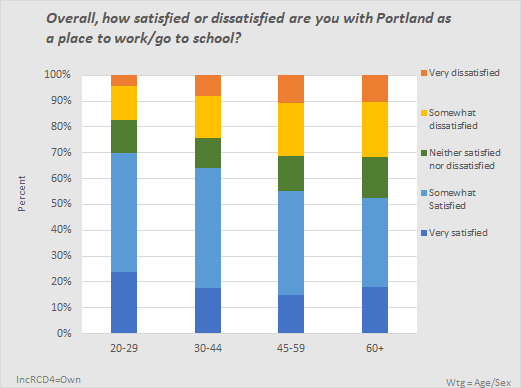 Overall, how satisfied or dissatisfied are you with Portland as
a place to work/go to school?
100%
90%
80%
70%
60%
50%
40%
30%
20%
10%
0%
Percent
20-29
30-44
45-59
60+
Very dissatisfied
Somewhat
dissatisfied
Neither satisfied
nor dissatisfied
Somewhat
Satisfied
Very satisfied
IncRCD4=Own
Wtg = Age/Sex